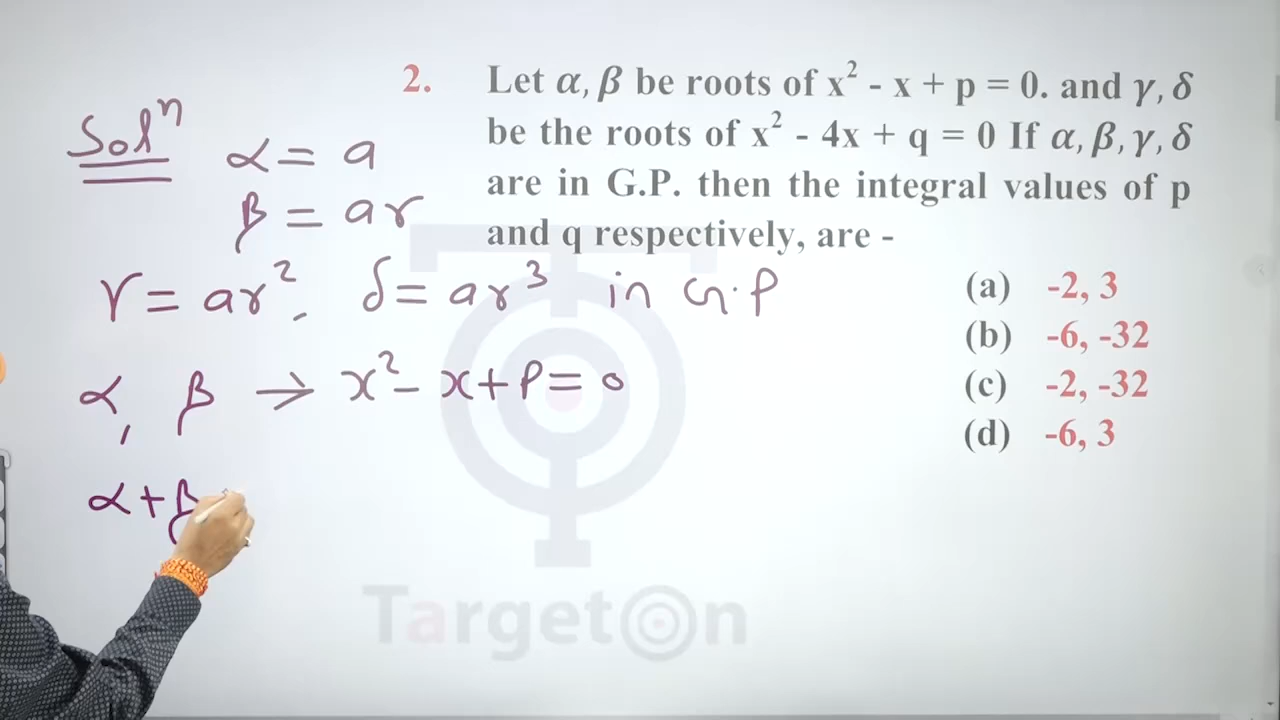 2. Let α, β be roots of x² - x + p = 0. and γ, δ
be the roots of x² - 4x + q = 0 If α, β, γ, δ
are in G.P. then the integral values of p
and q respectively, are -
(a) -2, 3
(b) -6, -32
(c) -2, -32
(d) -6, 3
Solⁿ
α = a
β = ar
γ = ar², δ = ar³ in G.P
α, β → x² - x + p = 0
α + β
TargetOn